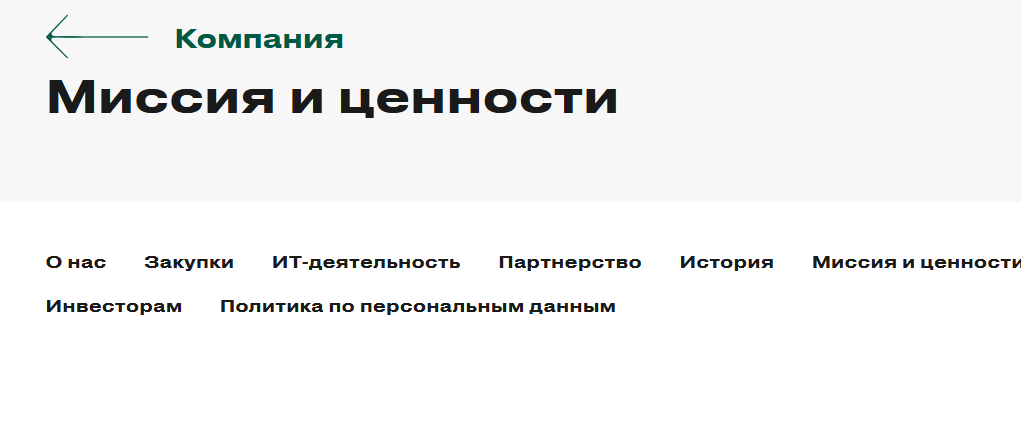 Компания
Миссия и ценности
О нас Закупки ИТ-деятельность Партнерство История Миссия и ценности
Инвесторам Политика по персональным данным